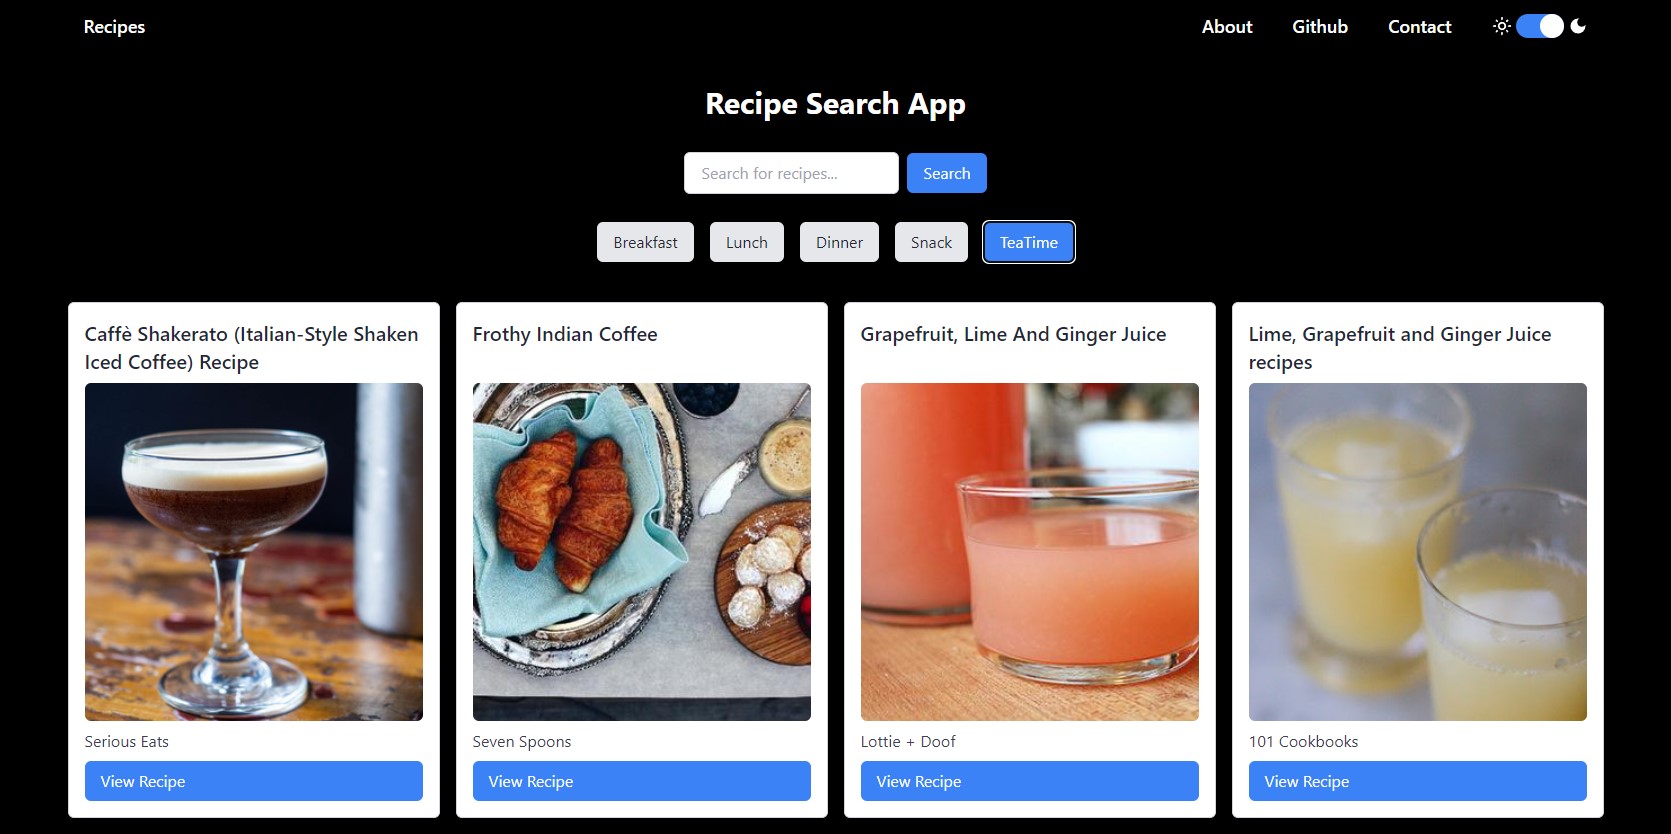 Recipes
About
Github
Contact
Recipe Search App
Search for recipes...
Search
Breakfast
Lunch
Dinner
Snack
TeaTime
Caffè Shakerato (Italian-Style Shaken
Iced Coffee) Recipe
Serious Eats
View Recipe
Frothy Indian Coffee
Seven Spoons
View Recipe
Grapefruit, Lime And Ginger Juice
Lottie + Doof
View Recipe
Lime, Grapefruit and Ginger Juice
recipes
101 Cookbooks
View Recipe